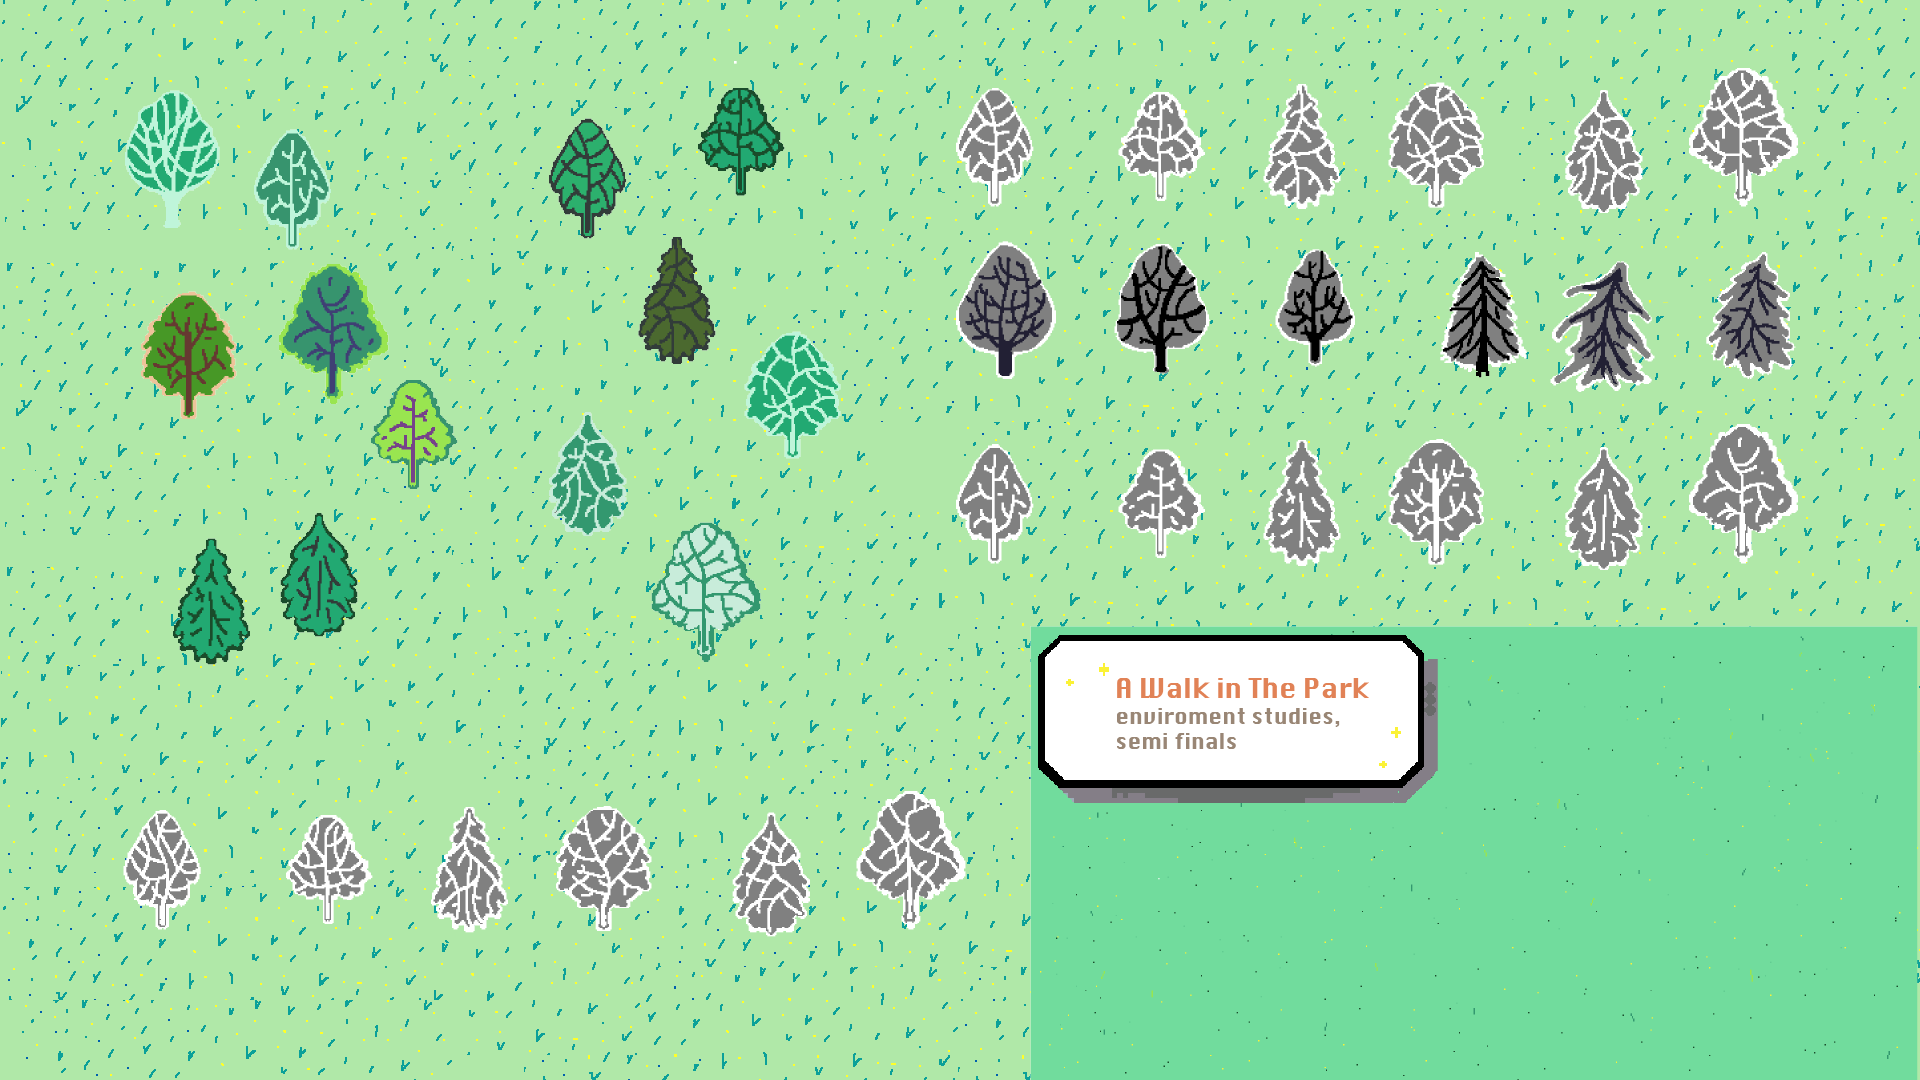 A Walk in The Park
enviroment studies,
semi finals